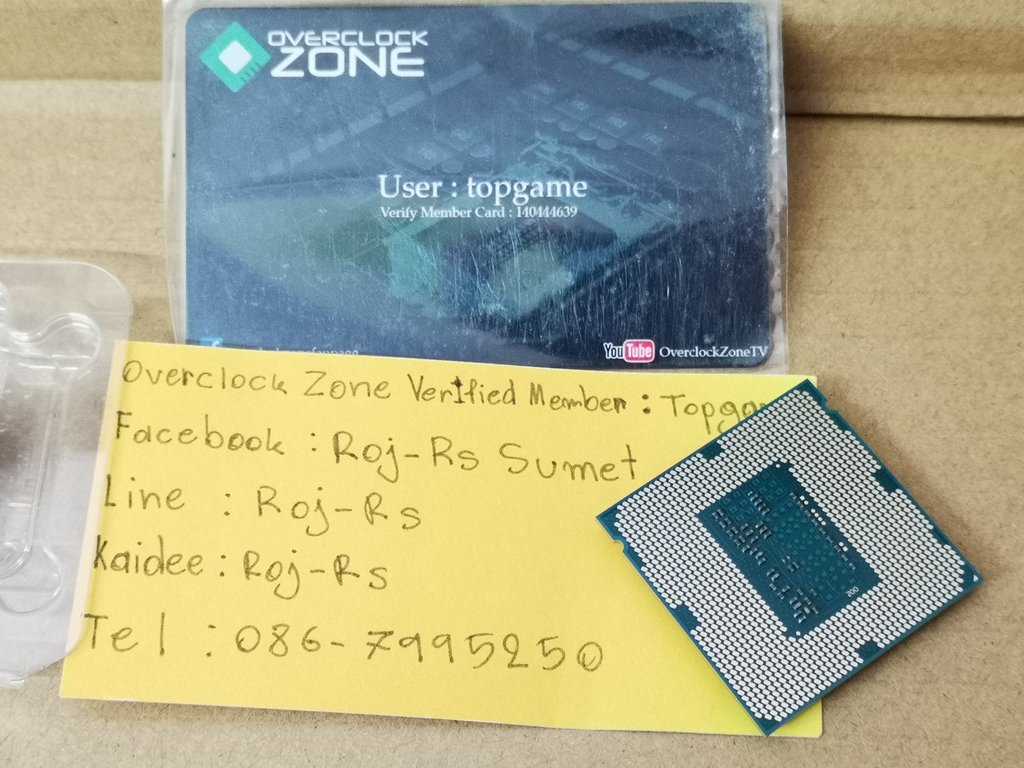 OVERCLOCK
ZONE
User : topgame
Verify Member Card : 140444639
YouTube OverclockZoneTV
Overclock Zone Verified Member :
Facebook : Roj-Rs Sumet
Line : Roj-Rs
Kaidee : Roj-Rs
Tel : 086-7995250
200